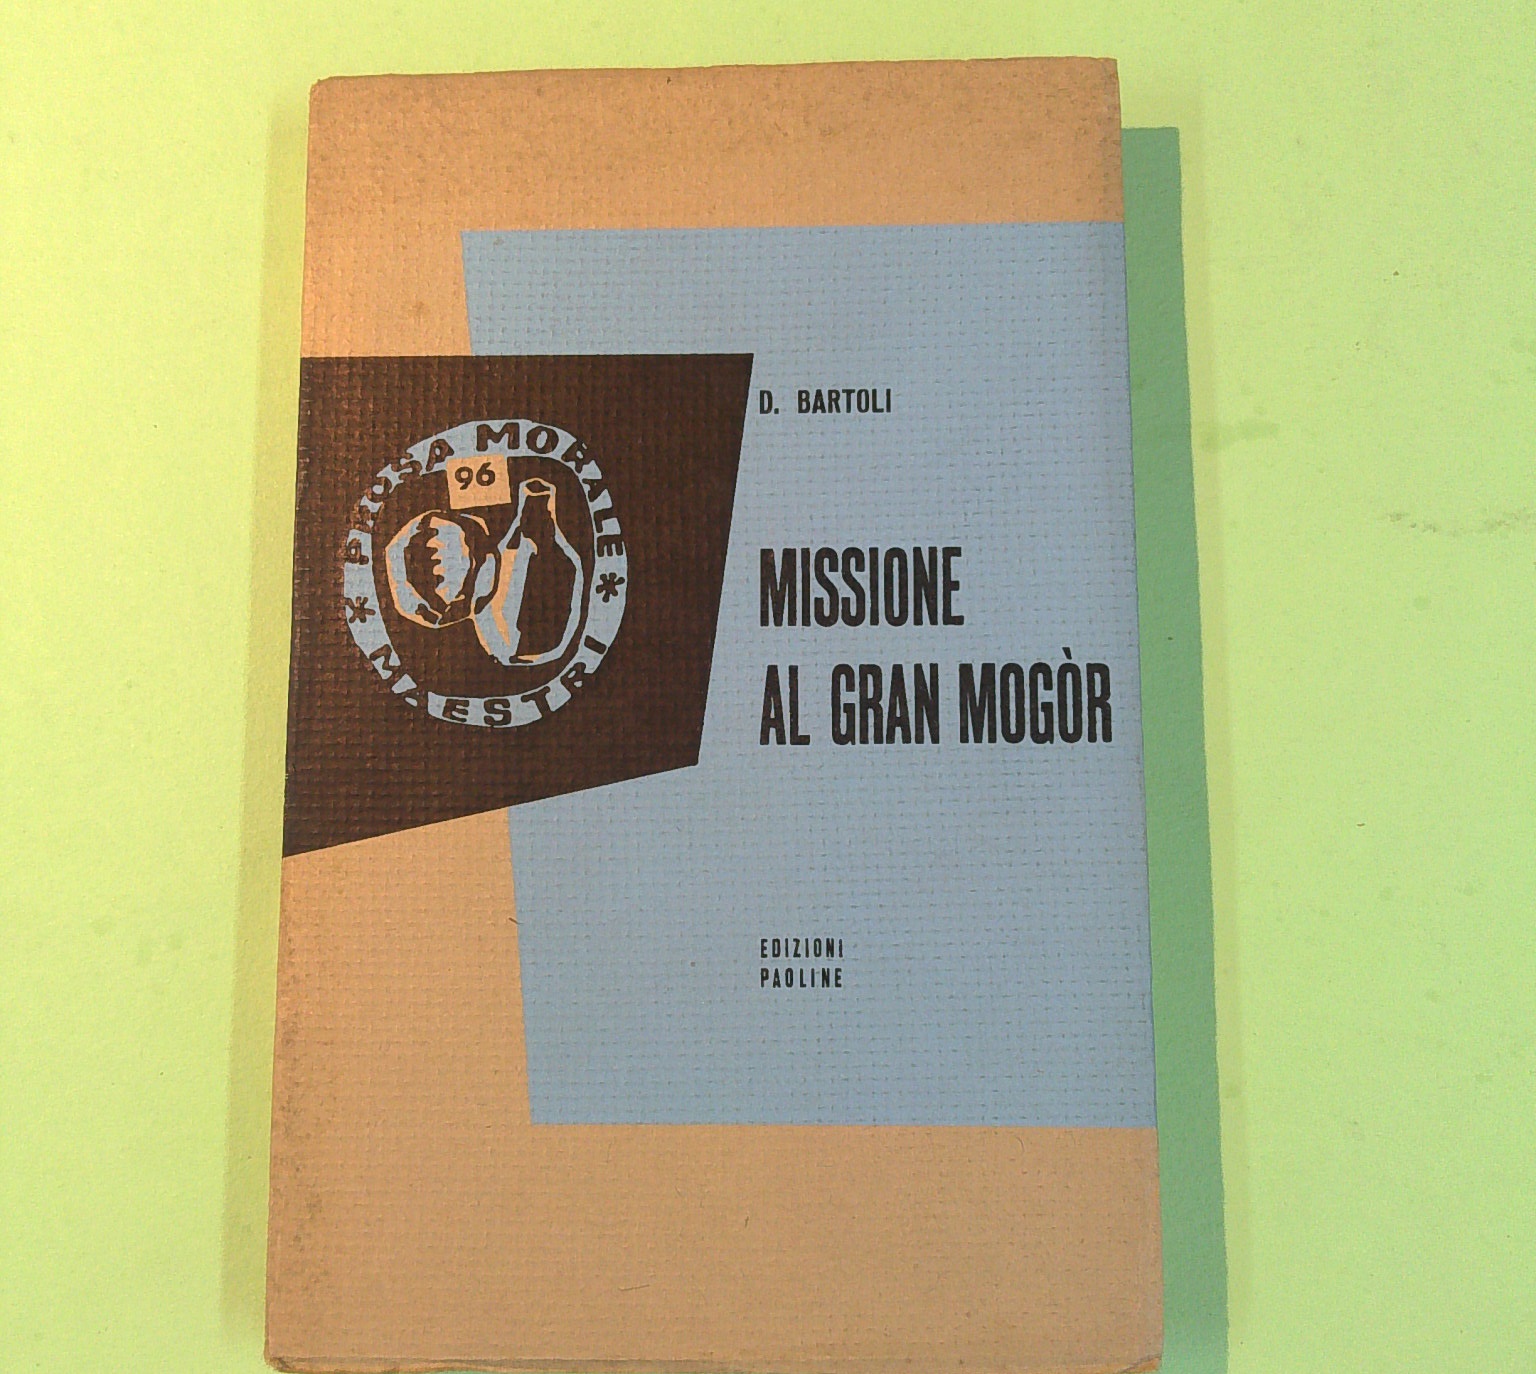 D. BARTOLI
PROSA MORALE
96
* MAESTRI *
MISSIONE
AL GRAN MOGÒR
EDIZIONI
PAOLINE